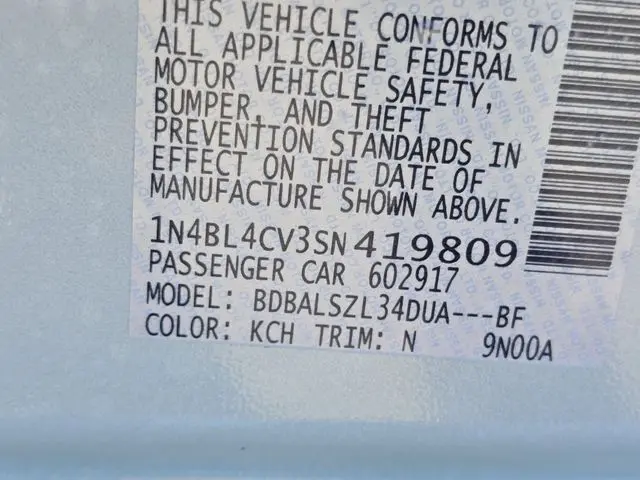 THIS VEHICLE CONFORMS TO
ALL APPLICABLE FEDERAL
MOTOR VEHICLE SAFETY,
BUMPER, AND THEFT
PREVENTION STANDARDS IN
EFFECT ON THE DATE OF
MANUFACTURE SHOWN ABOVE.
1N4BL4CV3SN419809
PASSENGER CAR 602917
MODEL: BDBALSZL34DUA---BF
COLOR: KCH TRIM: N 9N00A